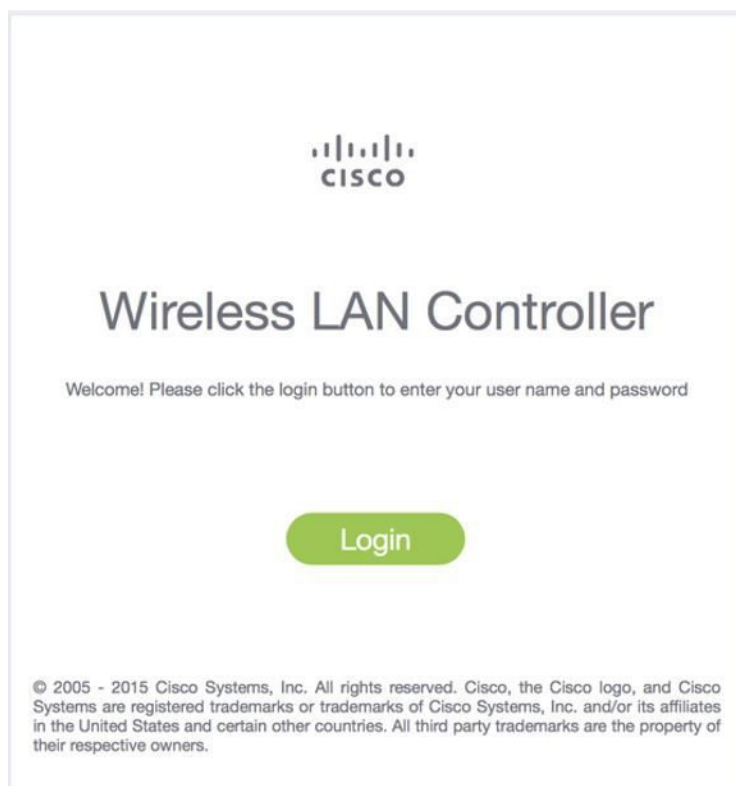 CISCO
Wireless LAN Controller
Welcome! Please click the login button to enter your user name and password
Login
© 2005 - 2015 Cisco Systems, Inc. All rights reserved. Cisco, the Cisco logo, and Cisco
Systems are registered trademarks or trademarks of Cisco Systems, Inc. and/or its affiliates
in the United States and certain other countries. All third party trademarks are the property of
their respective owners.